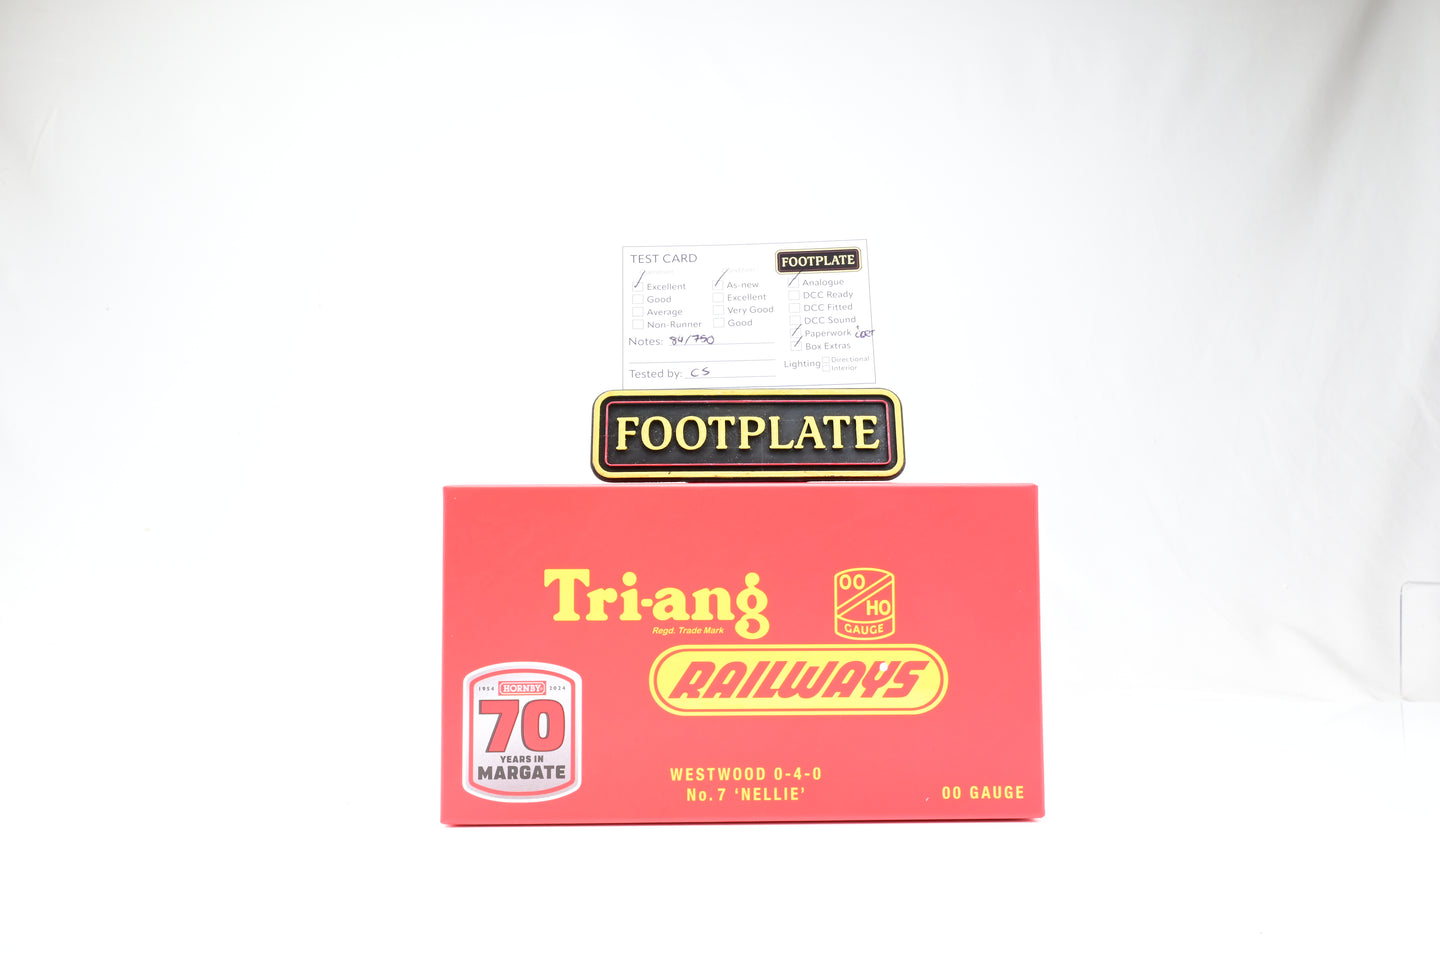 TEST CARD
FOOTPLATE
Excellent
Good
Average
Non-Runner
As-new
Excellent
Very Good
Good
Analogue
DCC Ready
DCC Fitted
DCC Sound
Paperwork
Box Extras
Notes: 84/750
Lighting
Directional
Interior
Tested by: CS
FOOTPLATE
Tri-ang
Regd. Trade Mark
OO
HO
GAUGE
RAILWAYS
1954 HORNBY 2024
70
YEARS IN
MARGATE
WESTWOOD 0-4-0
No.7 ‘NELLIE’
00 GAUGE